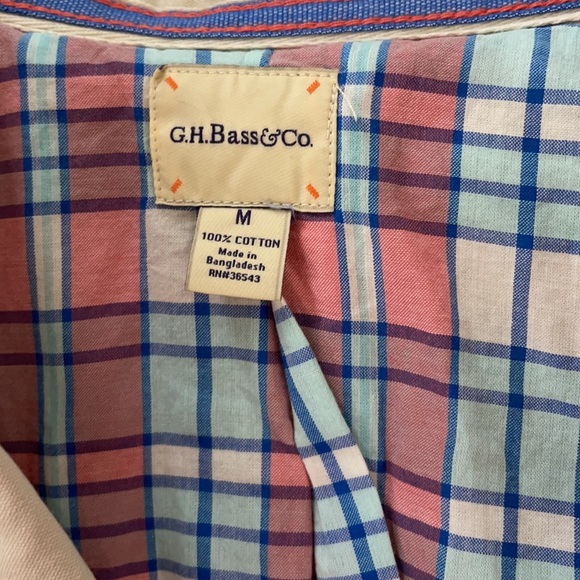 G.H.Bass&Co.
M
100% COTTON
Made in
Bangladesh
RN#36543